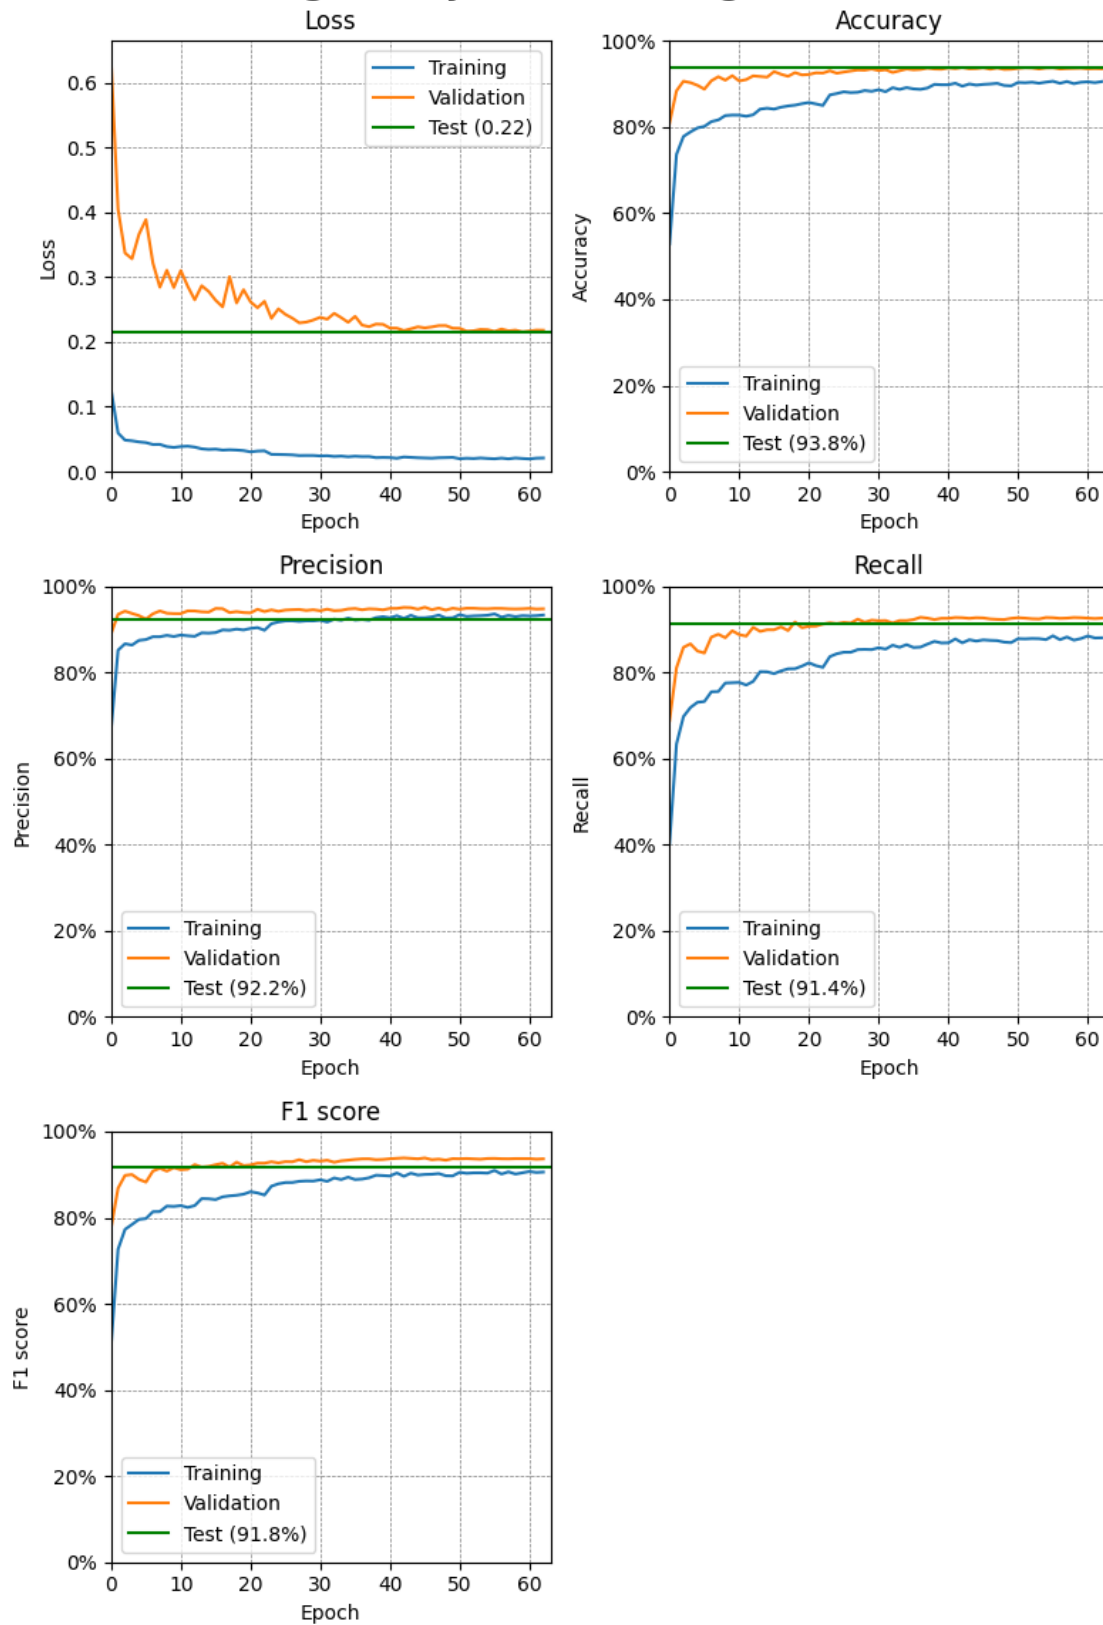 Loss
0.6
0.5
0.4
0.3
0.2
0.1
0.0
Loss
Training
Validation
Test (0.22)
0 10 20 30 40 50 60
Epoch
Accuracy
100%
80%
60%
40%
20%
0%
Accuracy
Training
Validation
Test (93.8%)
0 10 20 30 40 50 60
Epoch
Precision
100%
80%
60%
40%
20%
0%
Precision
Training
Validation
Test (92.2%)
0 10 20 30 40 50 60
Epoch
Recall
100%
80%
60%
40%
20%
0%
Recall
Training
Validation
Test (91.4%)
0 10 20 30 40 50 60
Epoch
F1 score
100%
80%
60%
40%
20%
0%
F1 score
Training
Validation
Test (91.8%)
0 10 20 30 40 50 60
Epoch